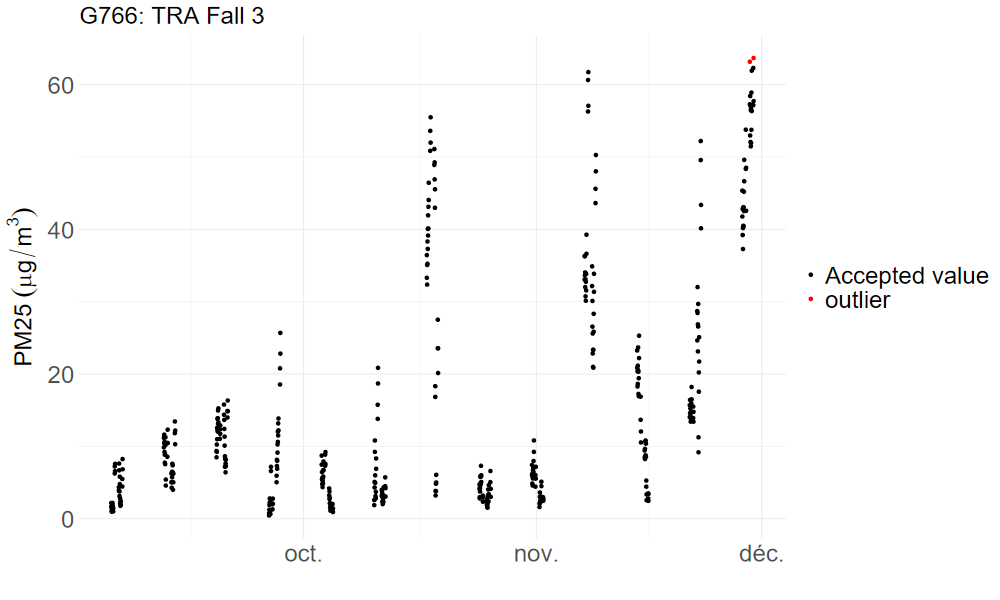 G766: TRA Fall 3
60
40
20
0
PM25 (μg/m³)
oct.
nov.
déc.
Accepted value
outlier